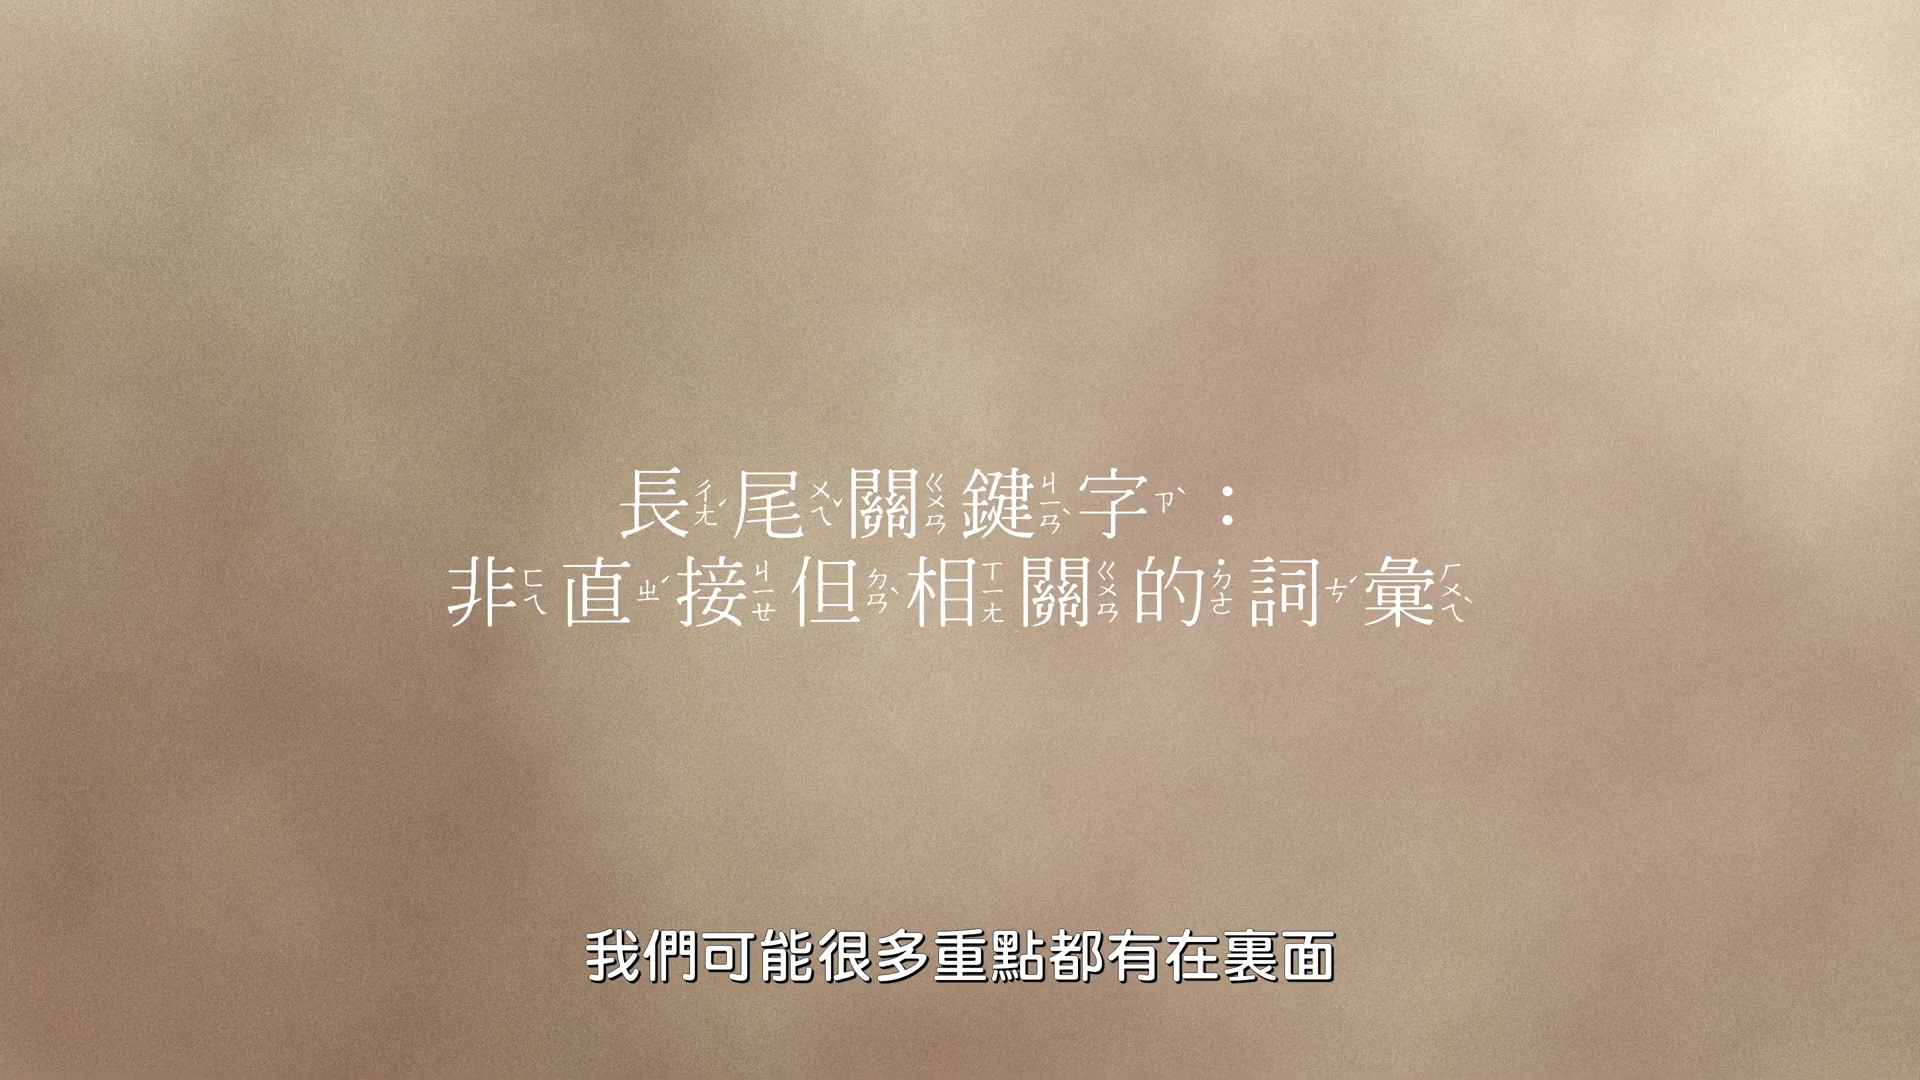 長尾關鍵字：
非直接但相關的詞彙
我們可能很多重點都有在裏面